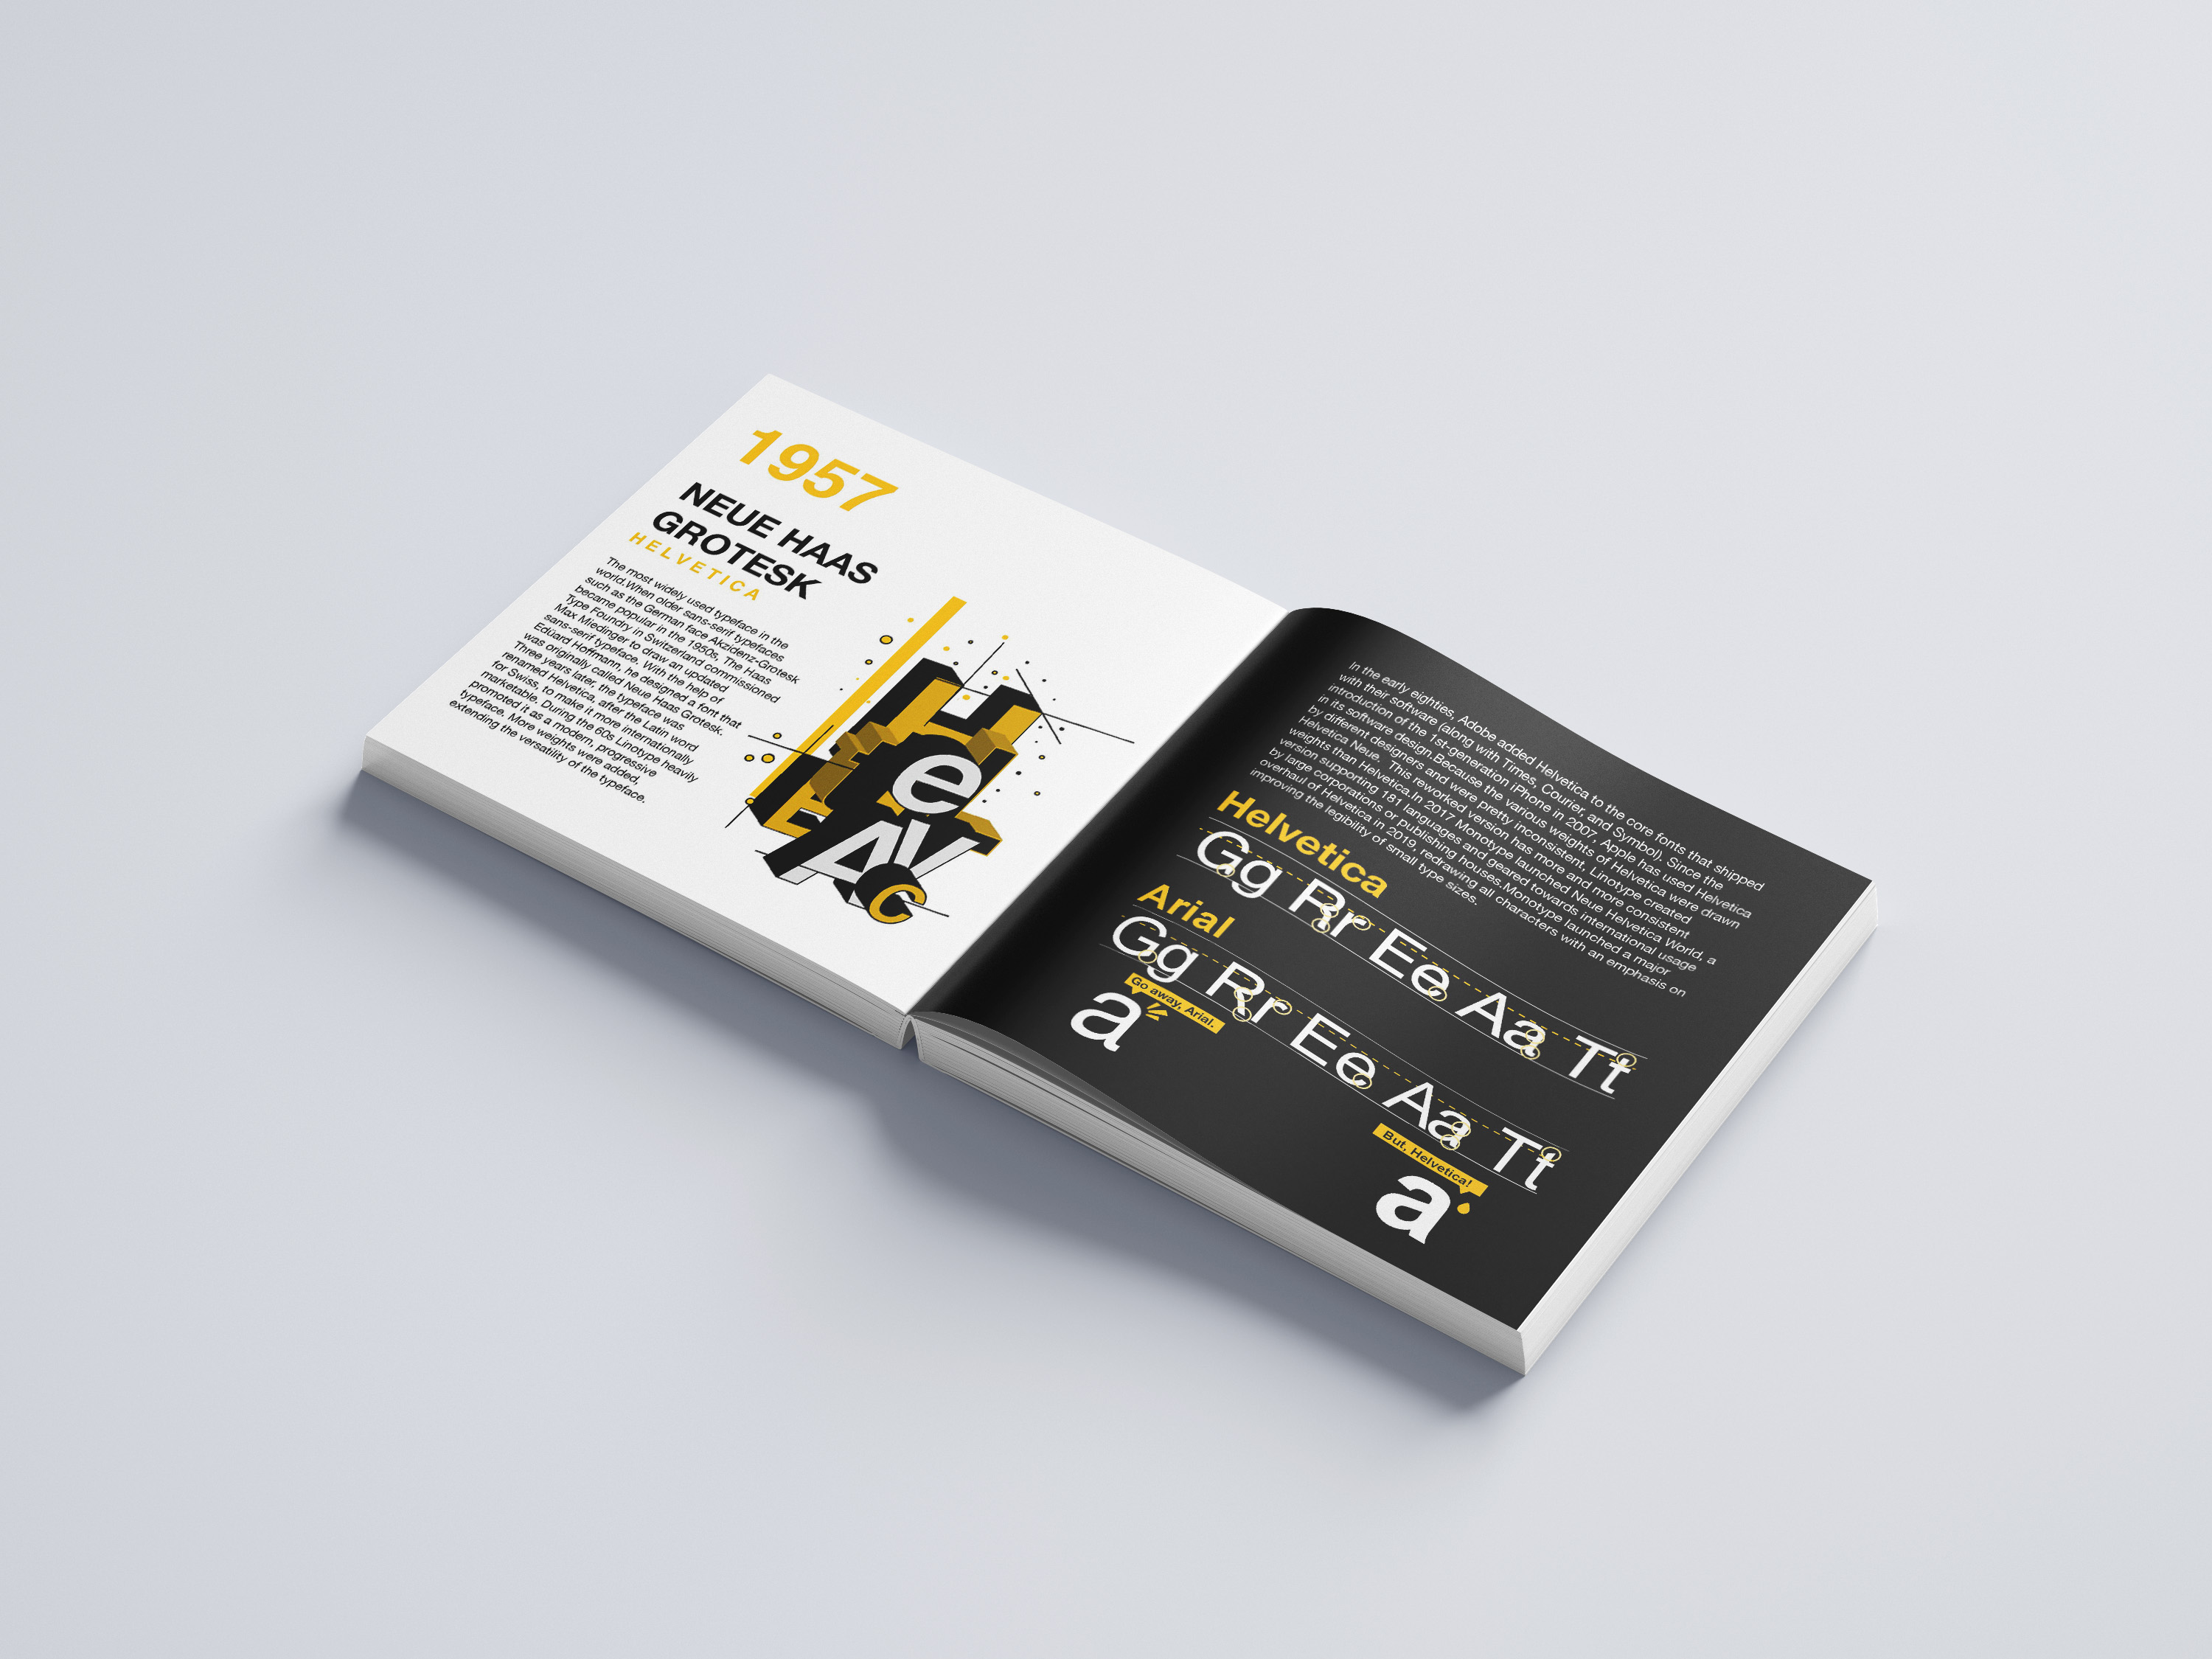 1957
NEUE HAAS
GROTESK
HELVETICA
The most widely used typeface in the
world.When older sans-serif typefaces
such as the German face Akzidenz-Grotesk
became popular in the 1950s, The Haas
Type Foundry in Switzerland commissioned
Max Miedinger to draw an updated
sans-serif typeface. With the help of
Edüard Hoffmann, he designed a font that
was originally called Neue Haas Grotesk.
Three years later, the typeface was
renamed Helvetica, after the Latin word
for Swiss, to make it more internationally
marketable. During the 60s Linotype heavily
promoted it as a modern, progressive
typeface. More weights were added,
extending the versatility of the typeface.
In the early eighties, Adobe added Helvetica to the core fonts that shipped
with their software (along with Times, Courier, and Symbol). Since the
introduction of the 1st-generation iPhone in 2007, Apple has used Helvetica
in its software design.Because the various weights of Helvetica were drawn
by different designers and were pretty inconsistent, Linotype created
Helvetica Neue. This reworked version has more and more consistent
weights than Helvetica.In 2017 Monotype launched Neue Helvetica World, a
version supporting 181 languages and geared towards international usage
by large corporations or publishing houses.Monotype launched a major
overhaul of Helvetica in 2019, redrawing all characters with an emphasis on
improving the legibility of small type sizes.
Helvetica
Gg Rr Ee Aa Tt
Arial
Gg Rr Ee Aa Tt
Go away, Arial.
a
But, Helvetica!
a